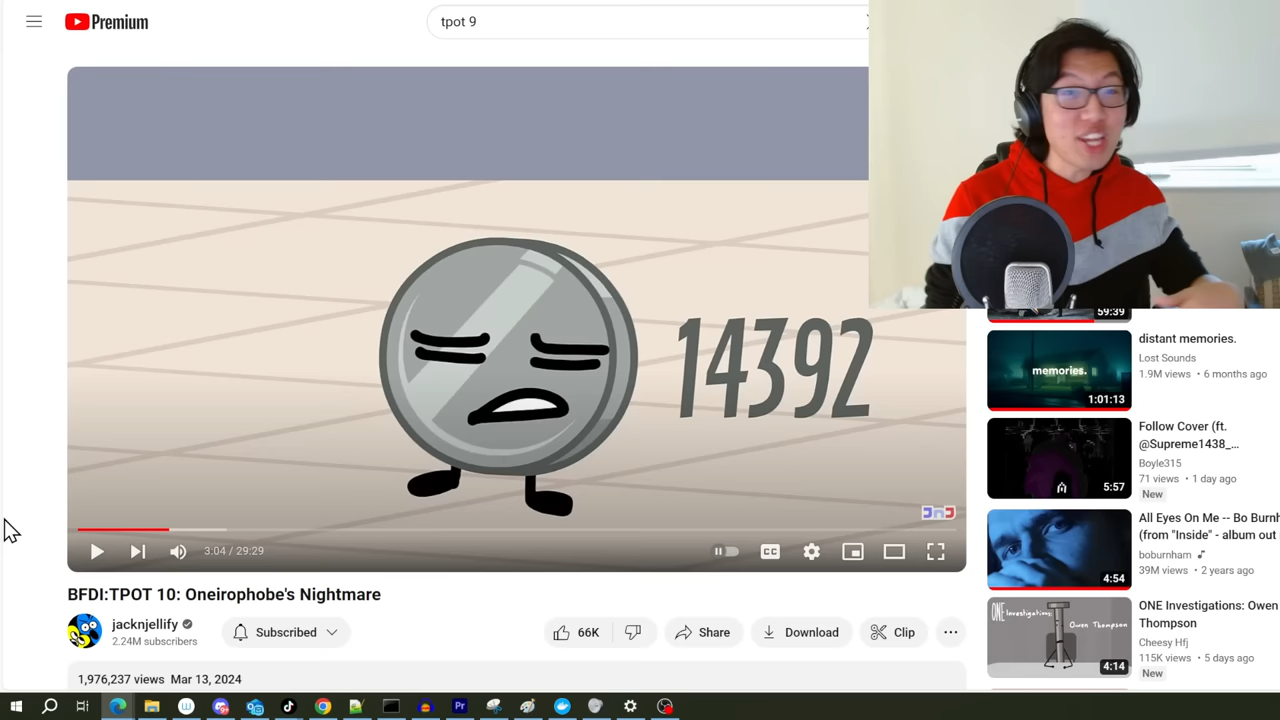 Premium
tpot 9
14392
3:04 / 29:29
CC
BFDI:TPOT 10: Oneirophobe's Nightmare
jacknjellify
2.24M subscribers
Subscribed
66K
Share
Download
Clip
1,976,237 views Mar 13, 2024
59:39
memories.
1:01:13
distant memories.
Lost Sounds
1.9M views • 6 months ago
5:57
Follow Cover (ft.
@Supreme1438_...
Boyle315
71 views • 1 day ago
New
4:54
All Eyes On Me -- Bo Burnh
(from "Inside" - album out
boburnham
39M views • 2 years ago
ONE Investigations:
Owen Thompson
4:14
ONE Investigations: Owen
Thompson
Cheesy Hfj
115K views • 5 days ago
New
Pr